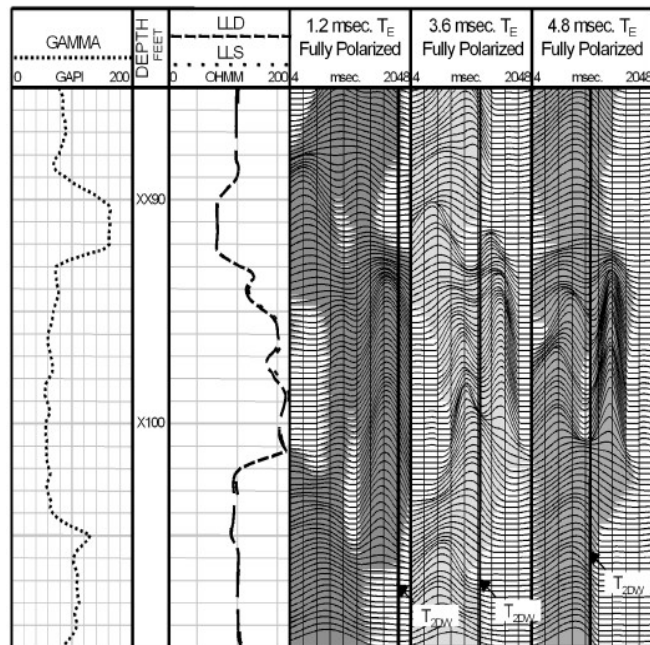 GAMMA
0 GAPI 200
DEPTH
FEET
LLD
LLS
0 OHMM 200
1.2 msec. TE
Fully Polarized
4 msec. 2048
3.6 msec. TE
Fully Polarized
4 msec. 2048
4.8 msec. TE
Fully Polarized
4 msec. 2048
XX90
X100
T2DW
T2DW
T2DW